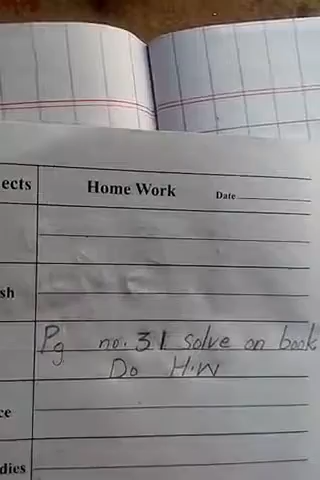 ects Home Work Date
sh
Pg no. 31 solve on book
Do H.W
ce
dies